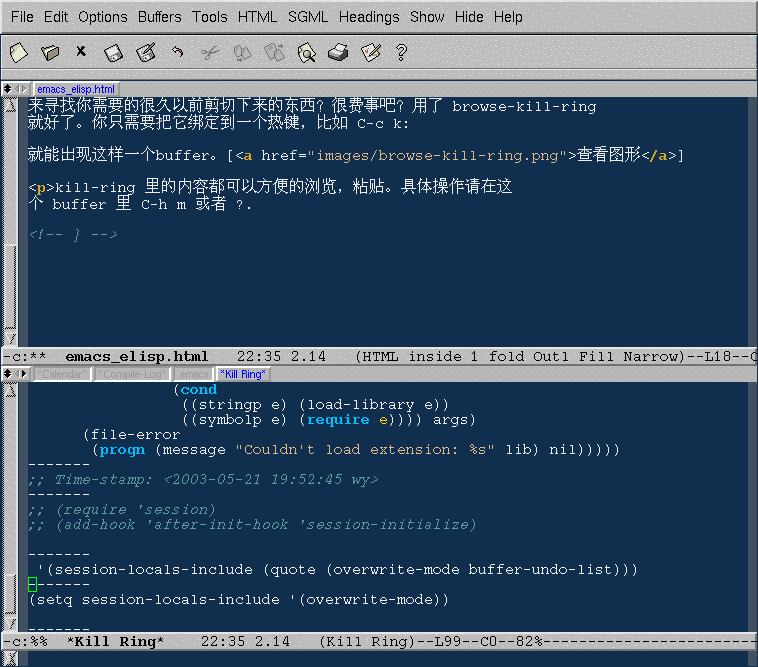 File Edit Options Buffers Tools HTML SGML Headings Show Hide Help
emacs_elisp.html
来寻找你需要的很久以前剪切下来的东西? 很费事吧? 用了 browse-kill-ring
就好了。你只需要把它绑定到一个热键, 比如 C-c k:
就能出现这样一个buffer。[<a href="images/browse-kill-ring.png">查看图形</a>]
<p>kill-ring 里的内容都可以方便的浏览, 粘贴。具体操作请在这
个 buffer 里 C-h m 或者 ?.
<!-- } -->
-c:** emacs_elisp.html 22:35 2.14 (HTML inside 1 fold Outl Fill Narrow)--L18--C
*Calendar* *Compile-Log* .emacs *Kill Ring*
(cond
((stringp e) (load-library e))
((symbolp e) (require e)))) args)
(file-error
(progn (message "Couldn't load extension: %s" lib) nil)))))
-------
;; Time-stamp: <2003-05-21 19:52:45 wy>
-------
;; (require 'session)
;; (add-hook 'after-init-hook 'session-initialize)
-------
'(session-locals-include (quote (overwrite-mode buffer-undo-list)))
-------
(setq session-locals-include '(overwrite-mode))
-------
-c:%% *Kill Ring* 22:35 2.14 (Kill Ring)--L99--C0--82%------------------------